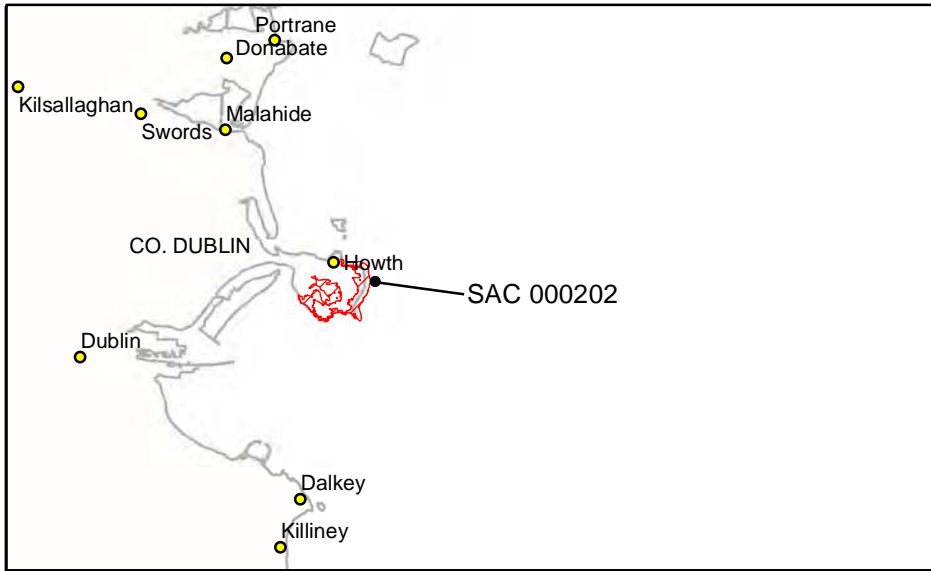 Portrane
Donabate
Kilsallaghan
Swords
Malahide
CO. DUBLIN
Howth
SAC 000202
Dublin
Dalkey
Killiney